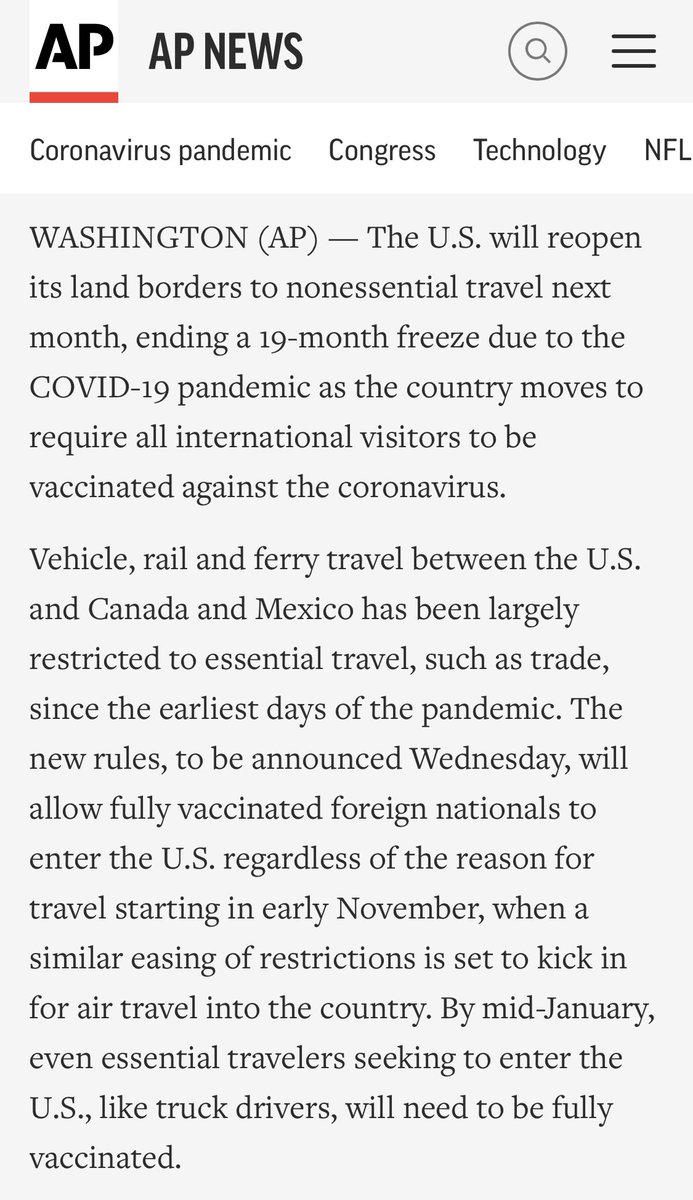 AP AP NEWS
Coronavirus pandemic Congress Technology NFL
WASHINGTON (AP) — The U.S. will reopen
its land borders to nonessential travel next
month, ending a 19-month freeze due to the
COVID-19 pandemic as the country moves to
require all international visitors to be
vaccinated against the coronavirus.
Vehicle, rail and ferry travel between the U.S.
and Canada and Mexico has been largely
restricted to essential travel, such as trade,
since the earliest days of the pandemic. The
new rules, to be announced Wednesday, will
allow fully vaccinated foreign nationals to
enter the U.S. regardless of the reason for
travel starting in early November, when a
similar easing of restrictions is set to kick in
for air travel into the country. By mid-January,
even essential travelers seeking to enter the
U.S., like truck drivers, will need to be fully
vaccinated.